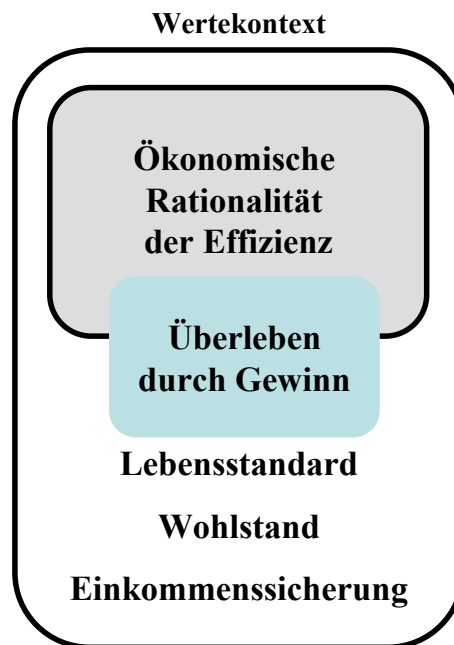 Wertekontext
Ökonomische
Rationalität
der Effizienz
Überleben
durch Gewinn
Lebensstandard
Wohlstand
Einkommenssicherung